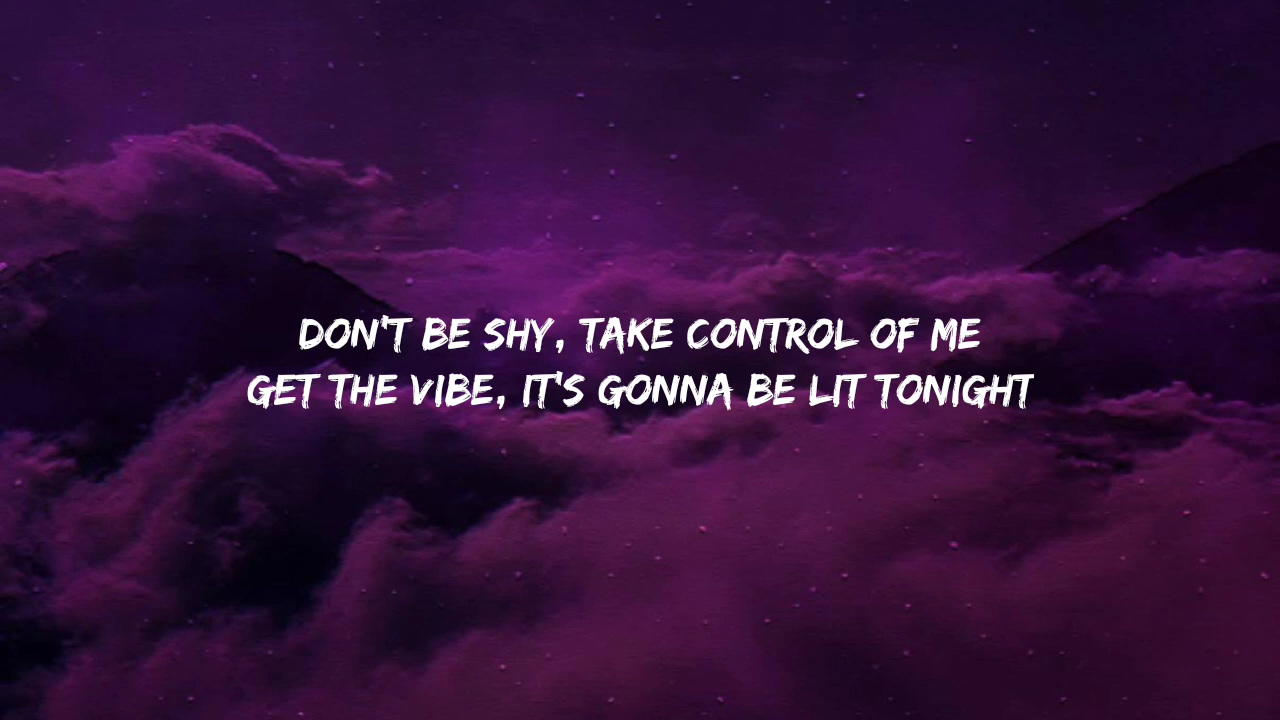 DON'T BE SHY, TAKE CONTROL OF ME
GET THE VIBE, IT'S GONNA BE LIT TONIGHT